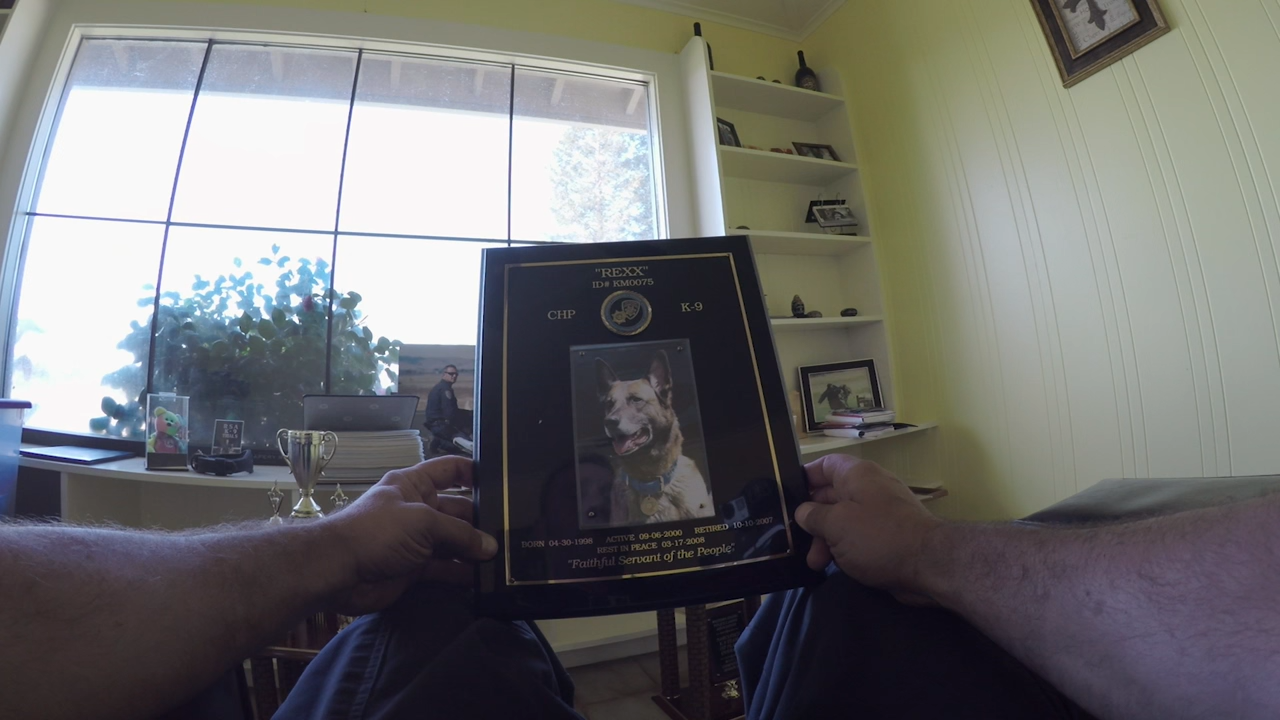 "REXX"
ID# KM0075
CHP K-9
BORN 04-30-1998 ACTIVE 09-06-2000 RETIRED 10-10-2007
REST IN PEACE 03-17-2008
"Faithful Servant of the People"